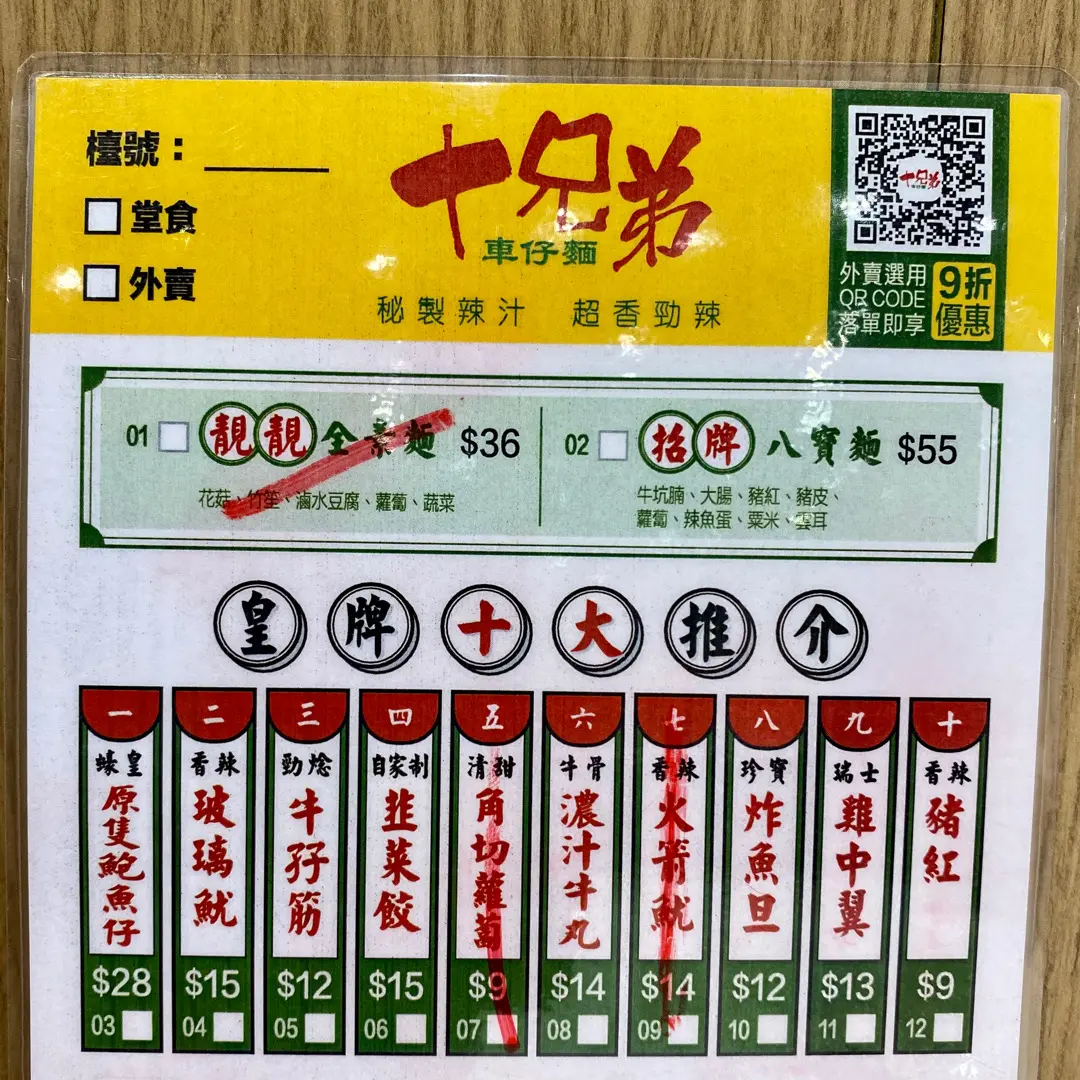 檯號：
堂食
外賣
十兄弟
車仔麵
秘製辣汁 超香勁辣
十兄弟
車仔麵
外賣選用
QR CODE
落單即享
9折
優惠
01 靚靚全素麵 $36
花菇、竹笙、滷水豆腐、蘿蔔、蔬菜
02 招牌八寶麵 $55
牛坑腩、大腸、豬紅、豬皮、
蘿蔔、辣魚蛋、粟米、雲耳
皇牌十大推介
一
蠔皇
原隻鮑魚仔
$28
03
二
香辣
玻璃魷
$15
04
三
勁惗
牛孖筋
$12
05
四
自家制
韭菜餃
$15
06
五
清甜
角切蘿蔔
$9
07
六
牛骨
濃汁牛丸
$14
08
七
香辣
火箭魷
$14
09
八
珍寶
炸魚旦
$12
10
九
瑞士
雞中翼
$13
11
十
香辣
豬紅
$9
12